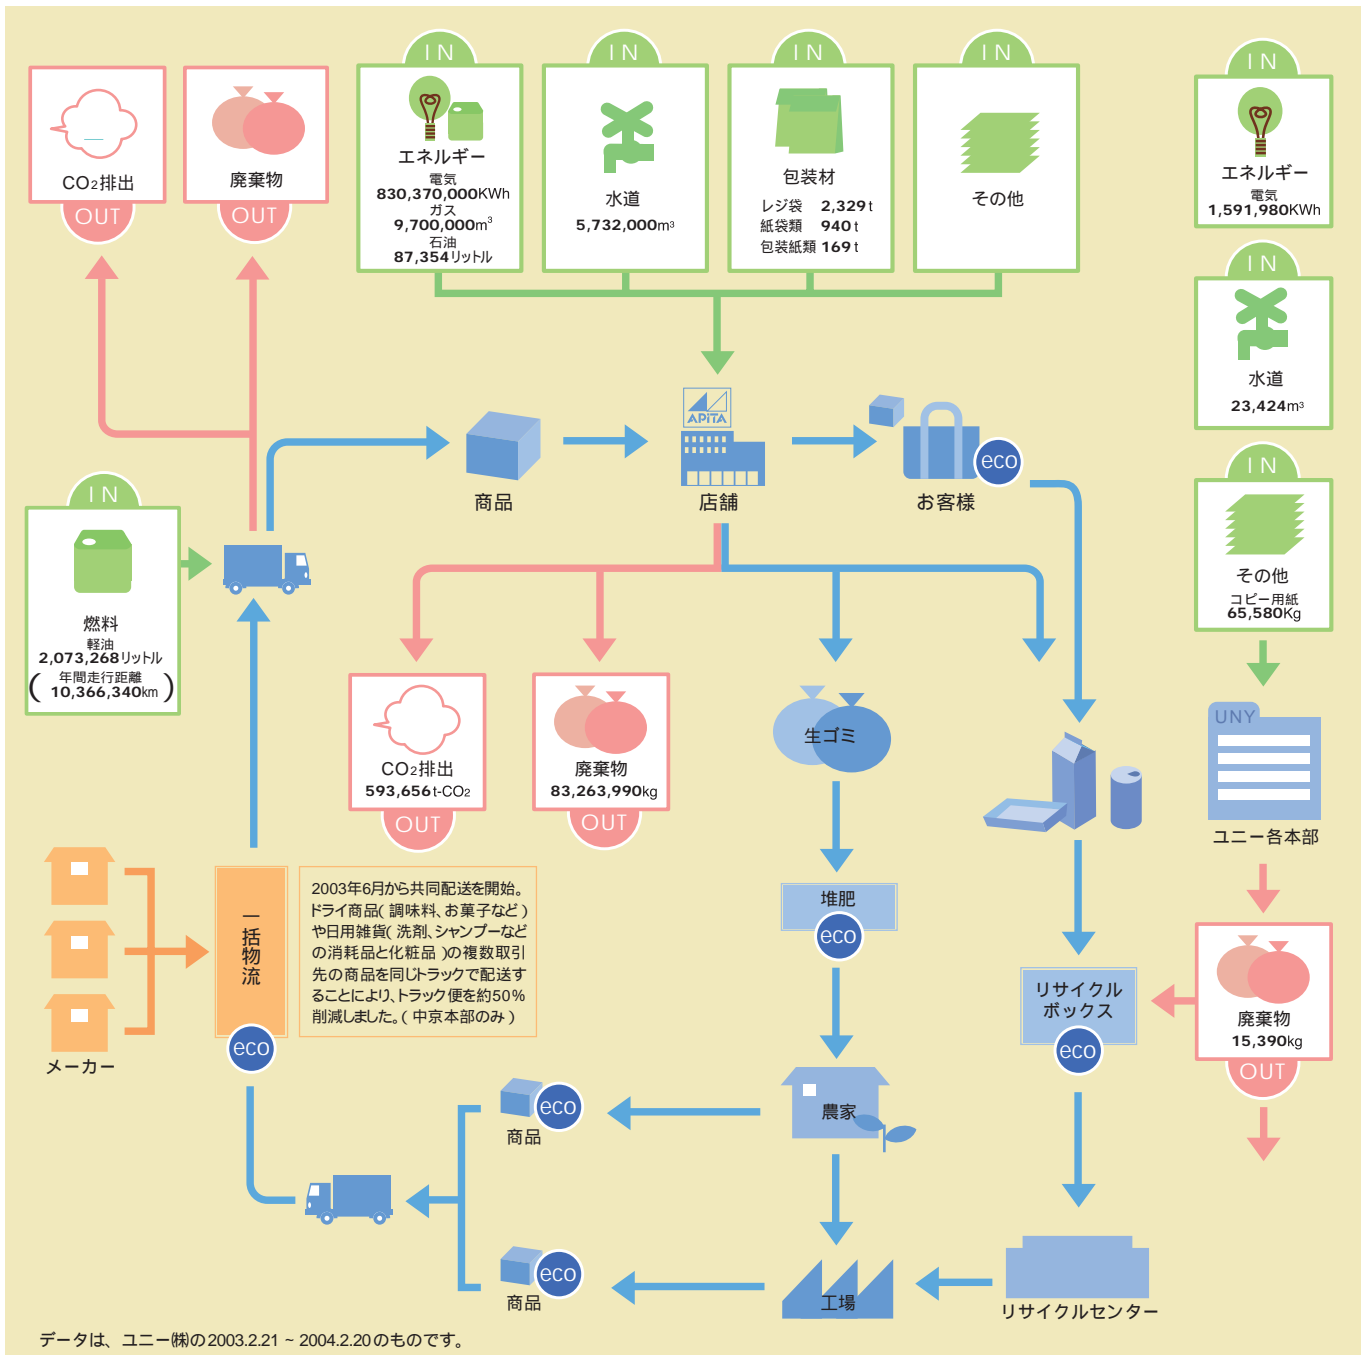 CO2排出
OUT
廃棄物
OUT
IN
エネルギー
電気
830,370,000KWh
ガス
9,700,000m³
石油
87,354リットル
IN
水道
5,732,000m³
IN
包装材
レジ袋 2,329t
紙袋類 940t
包装紙類 169t
IN
その他
IN
エネルギー
電気
1,591,980KWh
IN
水道
23,424m³
IN
その他
コピー用紙
65,580Kg
UNY
ユニー各本部
廃棄物
15,390kg
OUT
IN
燃料
軽油
2,073,268リットル
(年間走行距離
10,366,340km)
商品
APiTA
店舗
eco
お客様
CO2排出
593,656t-CO2
OUT
廃棄物
83,263,990kg
OUT
生ゴミ
堆肥
eco
農家
工場
リサイクル
ボックス
eco
リサイクルセンター
メーカー
一括物流
eco
2003年6月から共同配送を開始。
ドライ商品(調味料、お菓子など)
や日用雑貨(洗剤、シャンプーなど
の消耗品と化粧品)の複数取引
先の商品を同じトラックで配送す
ることにより、トラック便を約50%
削減しました。(中京本部のみ)
eco
商品
eco
商品
データは、ユニー㈱の2003.2.21 ~ 2004.2.20のものです。